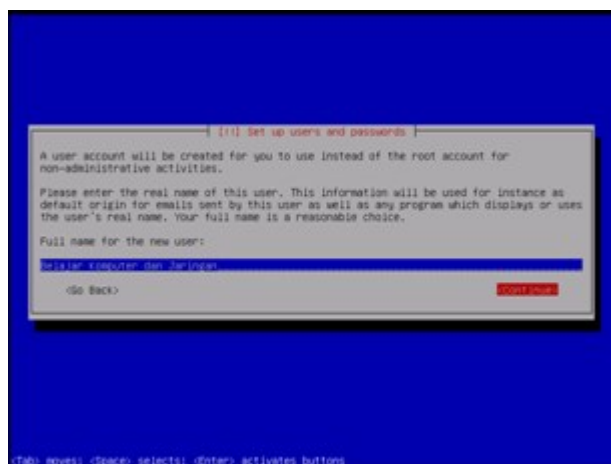 [!!] Set up users and passwords
A user account will be created for you to use instead of the root account for
non-administrative activities.
Please enter the real name of this user. This information will be used for instance as
default origin for emails sent by this user as well as any program which displays or uses
the user's real name. Your full name is a reasonable choice.
Full name for the new user:
Belajar Komputer dan Jaringan
<Go Back> <Continue>
<Tab> moves; <Space> selects; <Enter> activates buttons